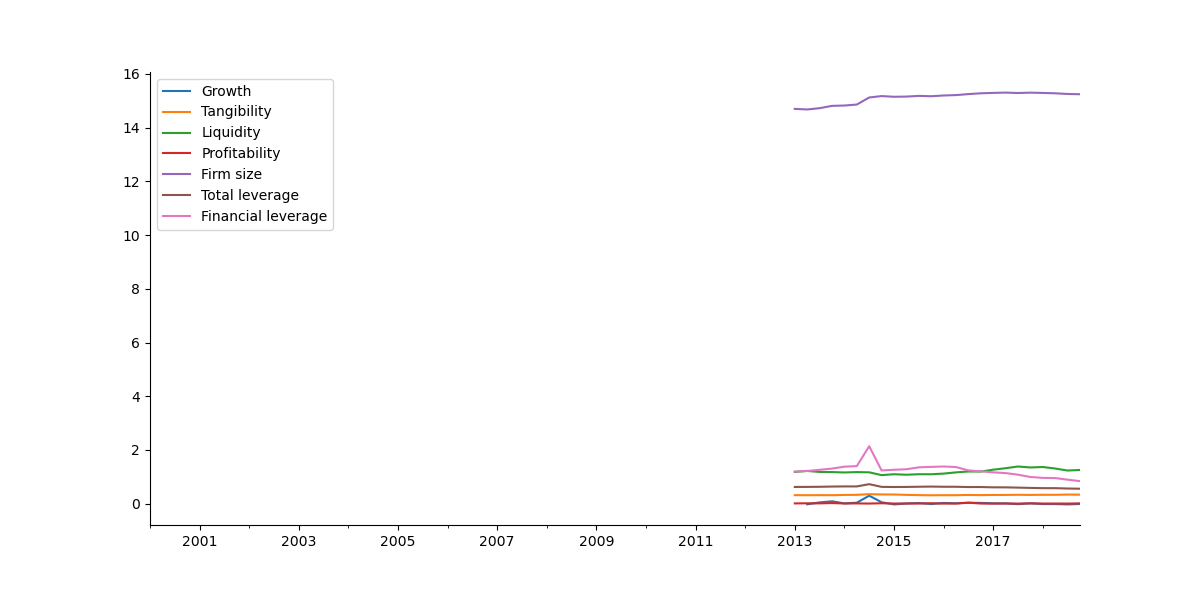 16
14
12
10
8
6
4
2
0
Growth
Tangibility
Liquidity
Profitability
Firm size
Total leverage
Financial leverage
2001 2003 2005 2007 2009 2011 2013 2015 2017